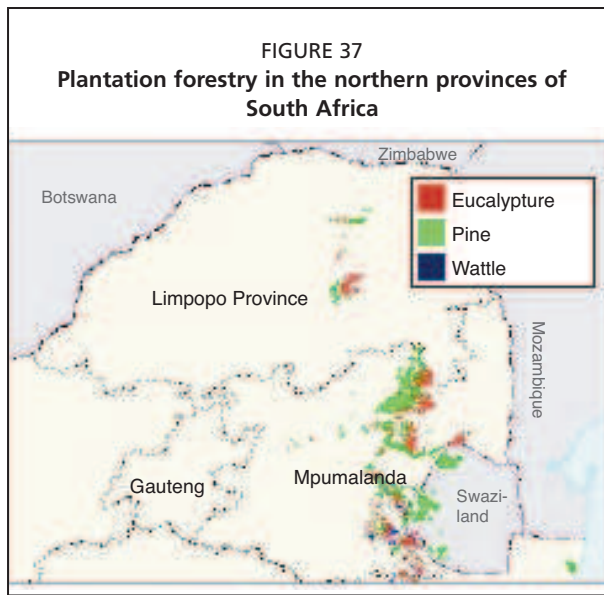 FIGURE 37
Plantation forestry in the northern provinces of
South Africa
Zimbabwe
Botswana
Eucalypture
Pine
Wattle
Limpopo Province
Mozambique
Gauteng
Mpumalanda
Swazi-
land